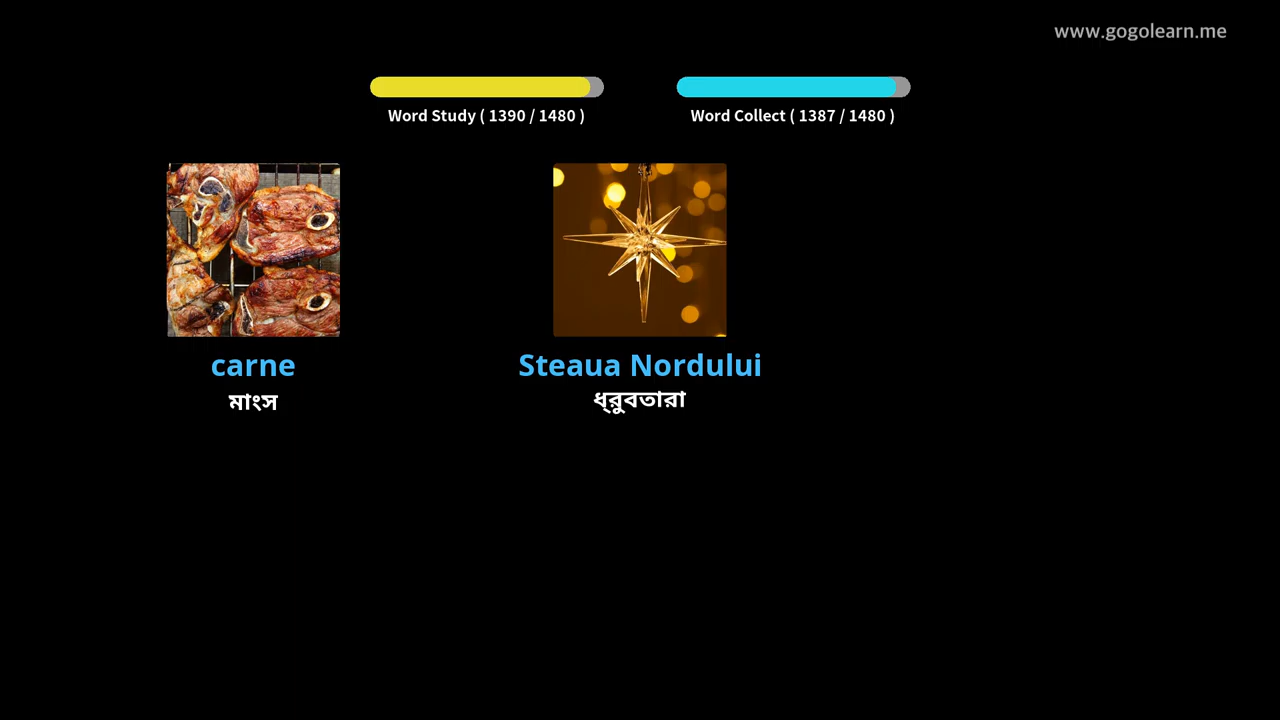 www.gogolearn.me
Word Study ( 1390 / 1480 )
Word Collect ( 1387 / 1480 )
carne
মাংস
Steaua Nordului
ধ্রুবতারা